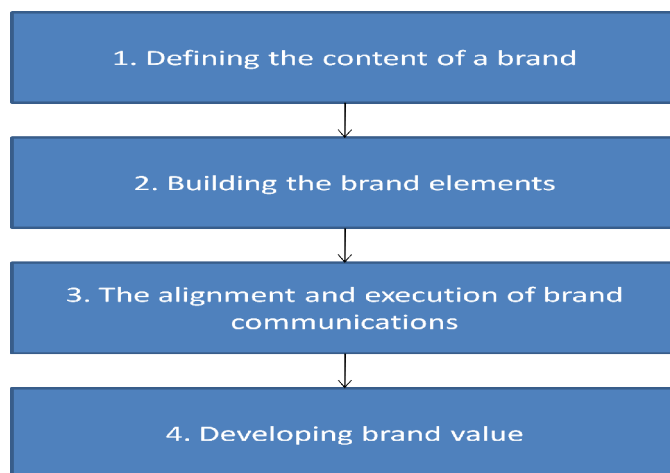 1. Defining the content of a brand
2. Building the brand elements
3. The alignment and execution of brand
communications
4. Developing brand value